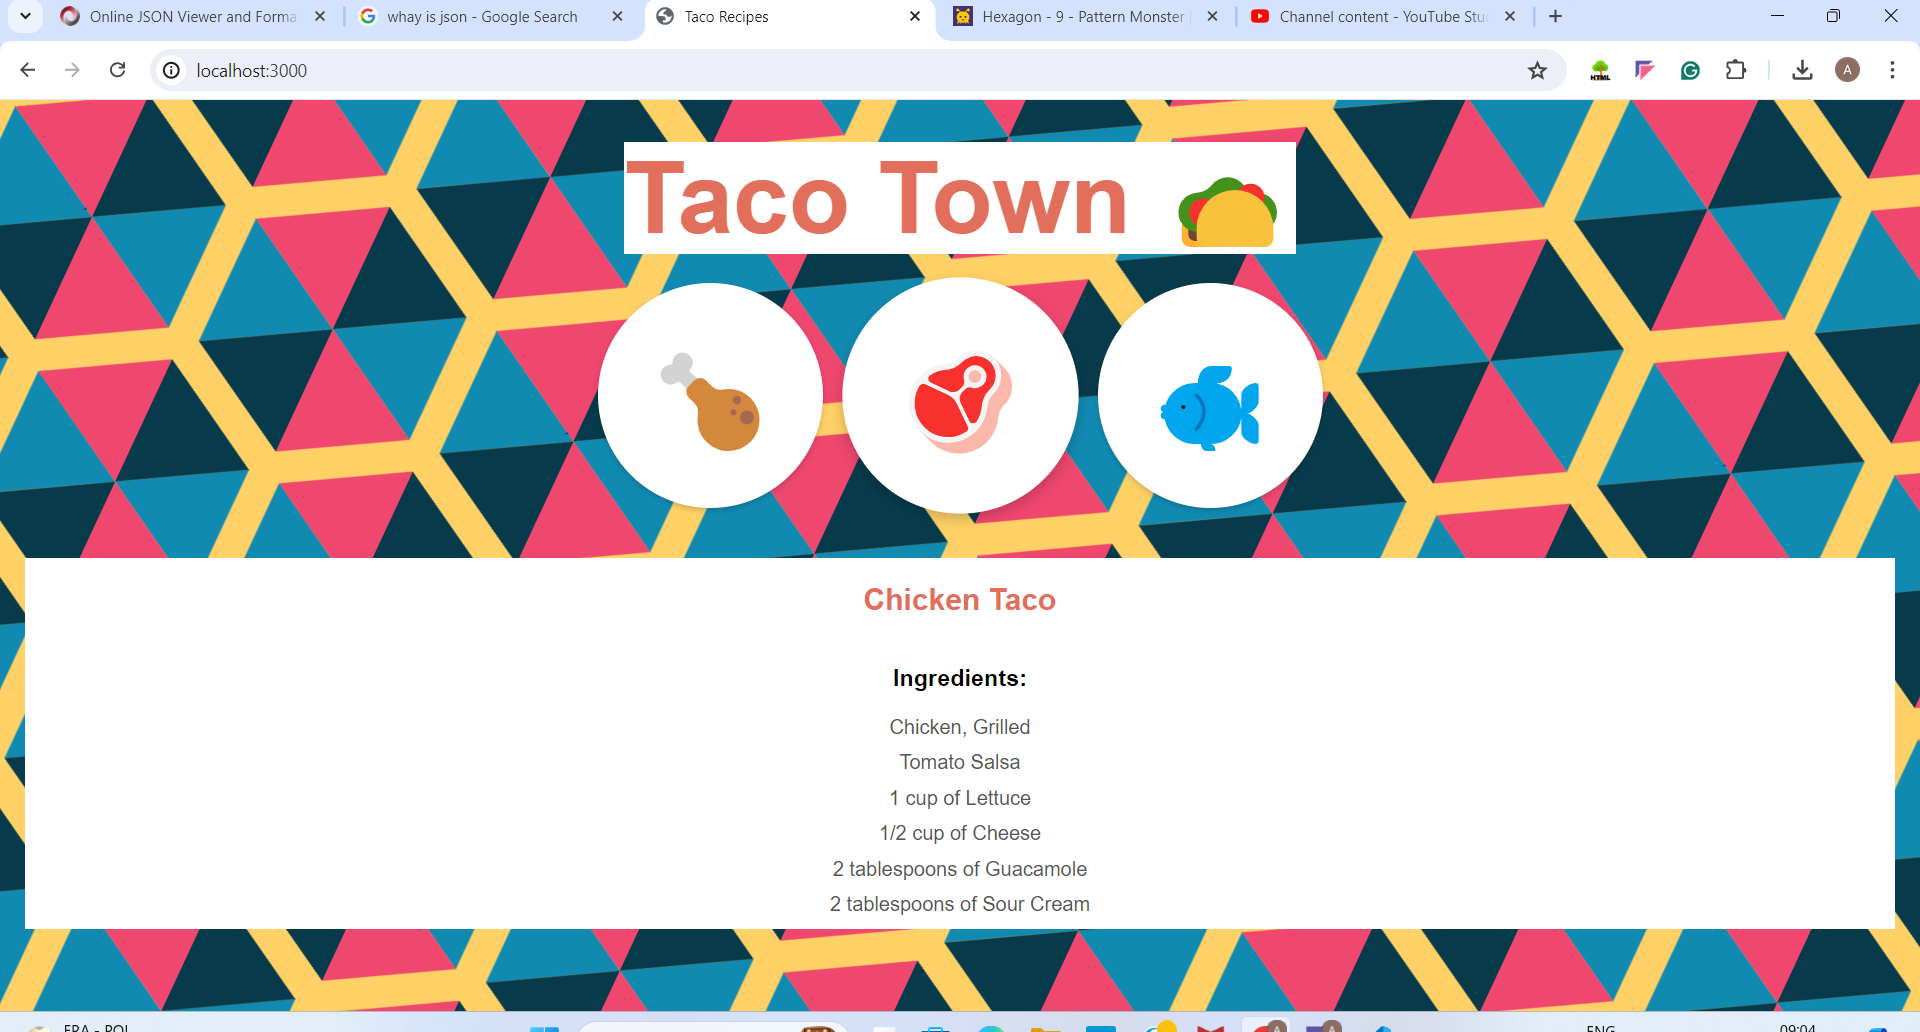 Online JSON Viewer and Forma
whay is json - Google Search
Taco Recipes
Hexagon - 9 - Pattern Monster
Channel content - YouTube Stu
localhost:3000
HTML
A
Taco Town
Chicken Taco
Ingredients:
Chicken, Grilled
Tomato Salsa
1 cup of Lettuce
1/2 cup of Cheese
2 tablespoons of Guacamole
2 tablespoons of Sour Cream
FRA - POL
A
A
ENG
09:04